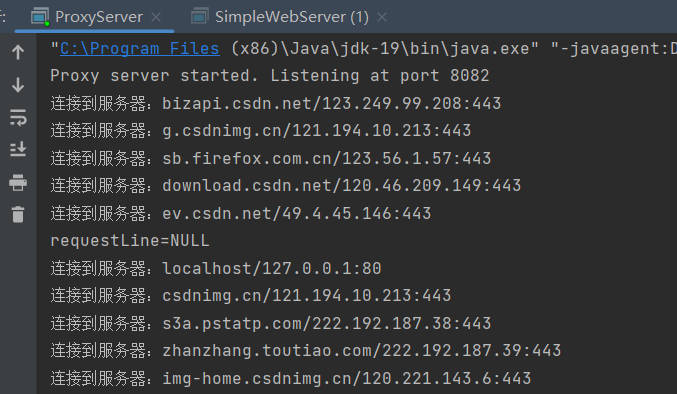 ProxyServer
SimpleWebServer (1)
"C:\Program Files (x86)\Java\jdk-19\bin\java.exe" "-javaagent:D
Proxy server started. Listening at port 8082
连接到服务器：bizapi.csdn.net/123.249.99.208:443
连接到服务器：g.csdnimg.cn/121.194.10.213:443
连接到服务器：sb.firefox.com.cn/123.56.1.57:443
连接到服务器：download.csdn.net/120.46.209.149:443
连接到服务器：ev.csdn.net/49.4.45.146:443
requestLine=NULL
连接到服务器：localhost/127.0.0.1:80
连接到服务器：csdnimg.cn/121.194.10.213:443
连接到服务器：s3a.pstatp.com/222.192.187.38:443
连接到服务器：zhanzhang.toutiao.com/222.192.187.39:443
连接到服务器：img-home.csdnimg.cn/120.221.143.6:443